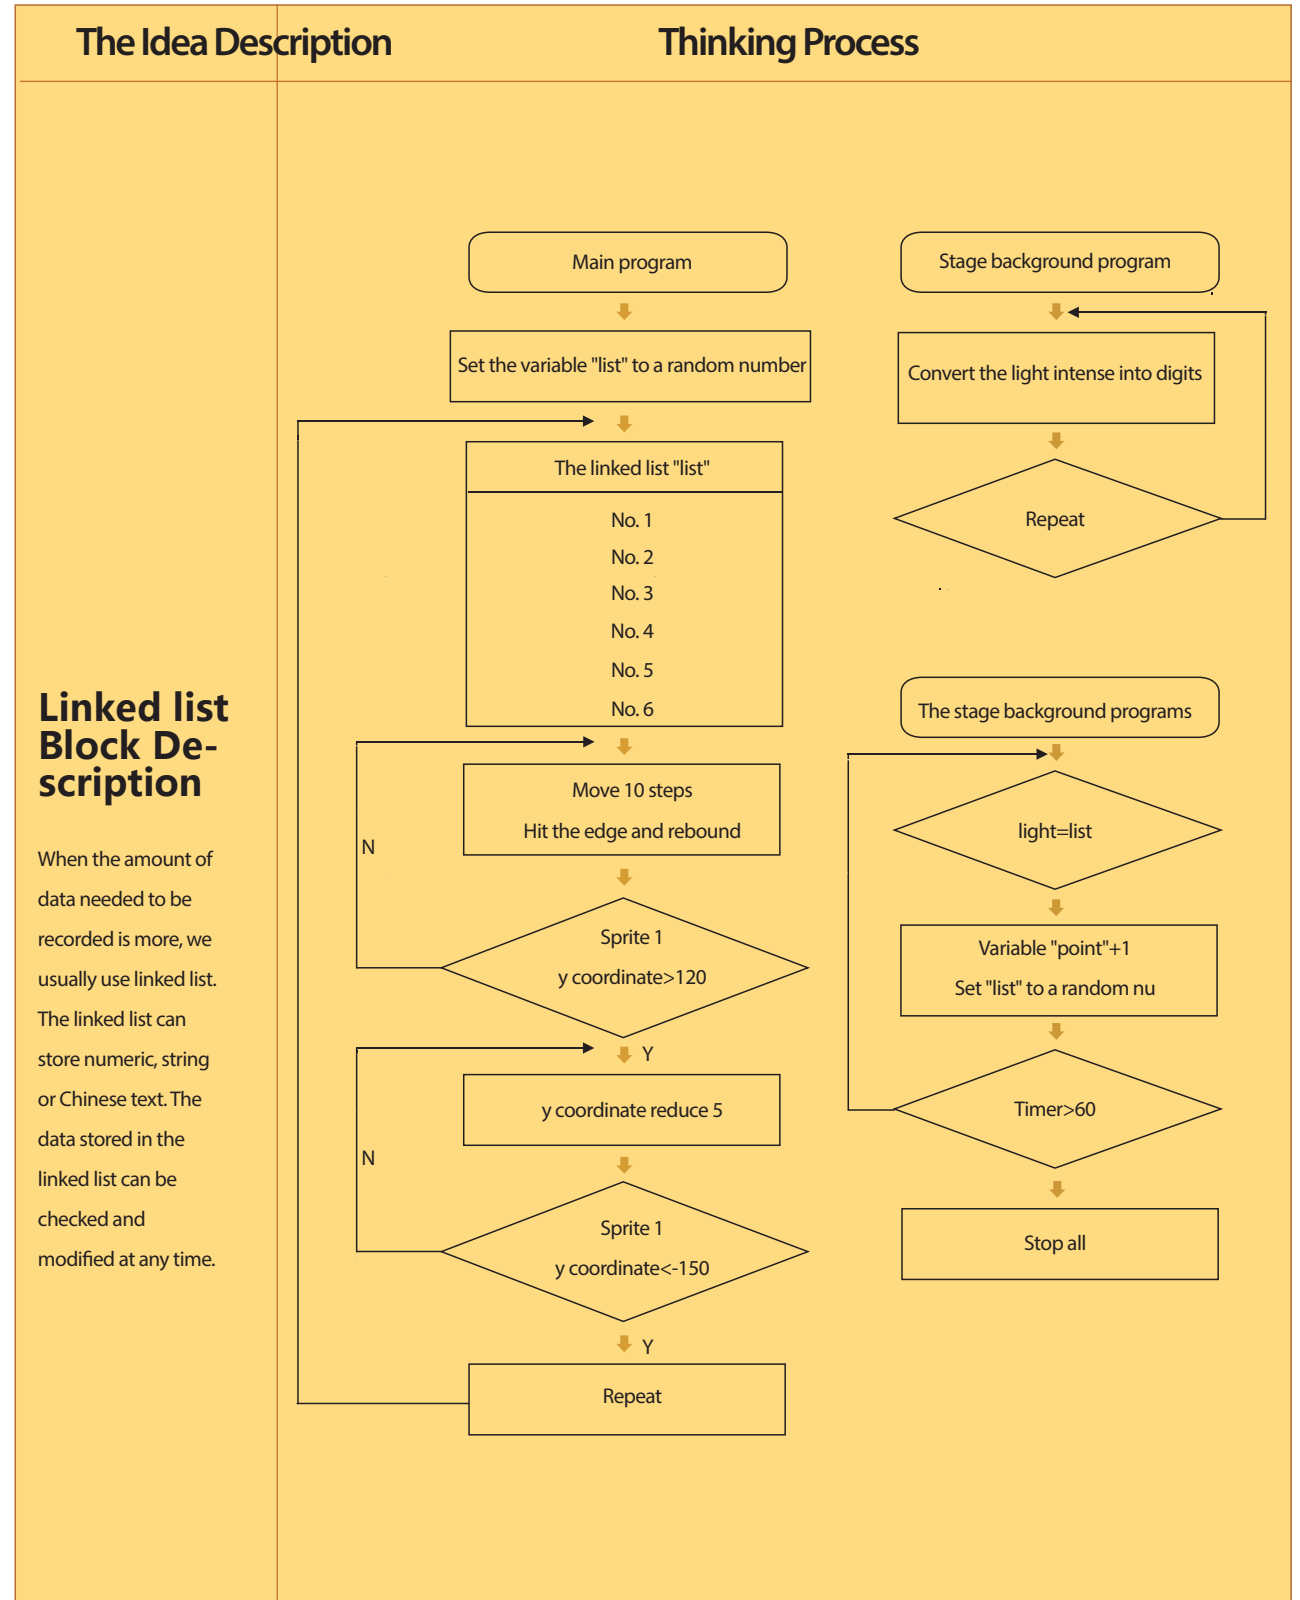 The Idea Description
Thinking Process
Linked list
Block De-
scription
When the amount of
data needed to be
recorded is more, we
usually use linked list.
The linked list can
store numeric, string
or Chinese text. The
data stored in the
linked list can be
checked and
modified at any time.
Main program
Set the variable "list" to a random number
The linked list "list"
No. 1
No. 2
No. 3
No. 4
No. 5
No. 6
Move 10 steps
Hit the edge and rebound
N
Sprite 1
y coordinate>120
Y
y coordinate reduce 5
N
Sprite 1
y coordinate<-150
Y
Repeat
Stage background program
Convert the light intense into digits
Repeat
The stage background programs
light=list
Variable "point"+1
Set "list" to a random nu
Timer>60
Stop all